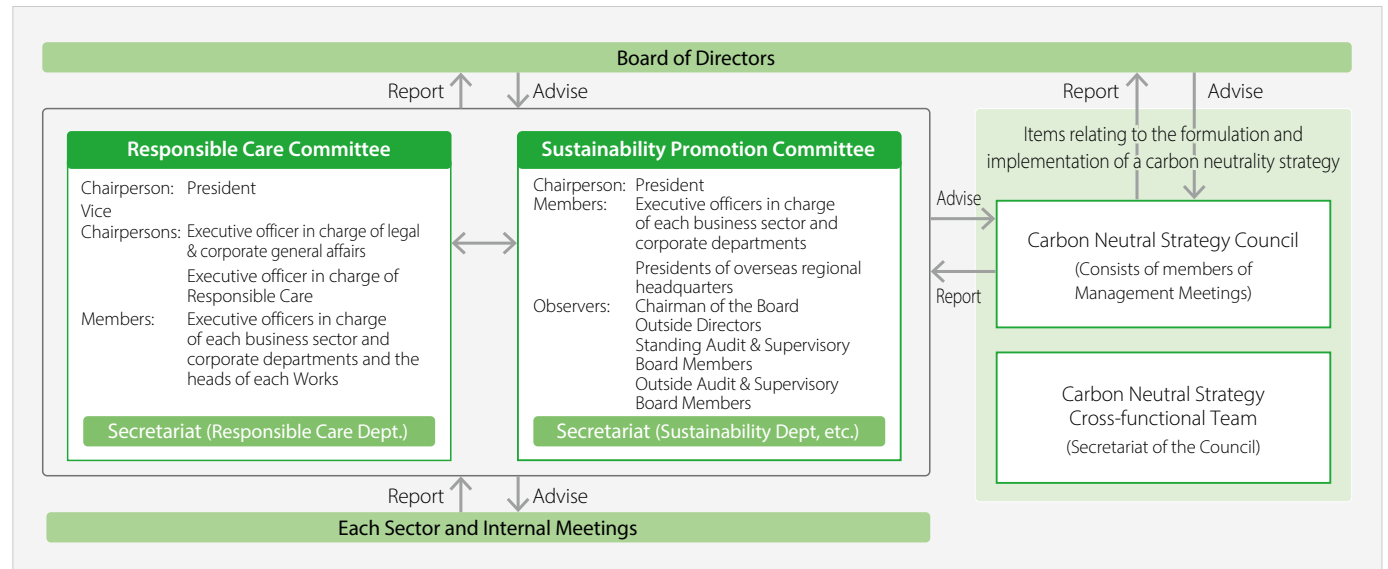 Board of Directors
Report
Advise
Report
Advise
Responsible Care Committee
Chairperson: President
Vice
Chairpersons: Executive officer in charge of legal
& corporate general affairs
Executive officer in charge of
Responsible Care
Members: Executive officers in charge
of each business sector and
corporate departments and the
heads of each Works
Secretariat (Responsible Care Dept.)
Sustainability Promotion Committee
Chairperson: President
Members: Executive officers in charge
of each business sector and
corporate departments
Presidents of overseas regional
headquarters
Observers: Chairman of the Board
Outside Directors
Standing Audit & Supervisory
Board Members
Outside Audit & Supervisory
Board Members
Secretariat (Sustainability Dept, etc.)
Advise
Report
Items relating to the formulation and
implementation of a carbon neutrality strategy
Carbon Neutral Strategy Council
(Consists of members of
Management Meetings)
Carbon Neutral Strategy
Cross-functional Team
(Secretariat of the Council)
Report
Advise
Each Sector and Internal Meetings